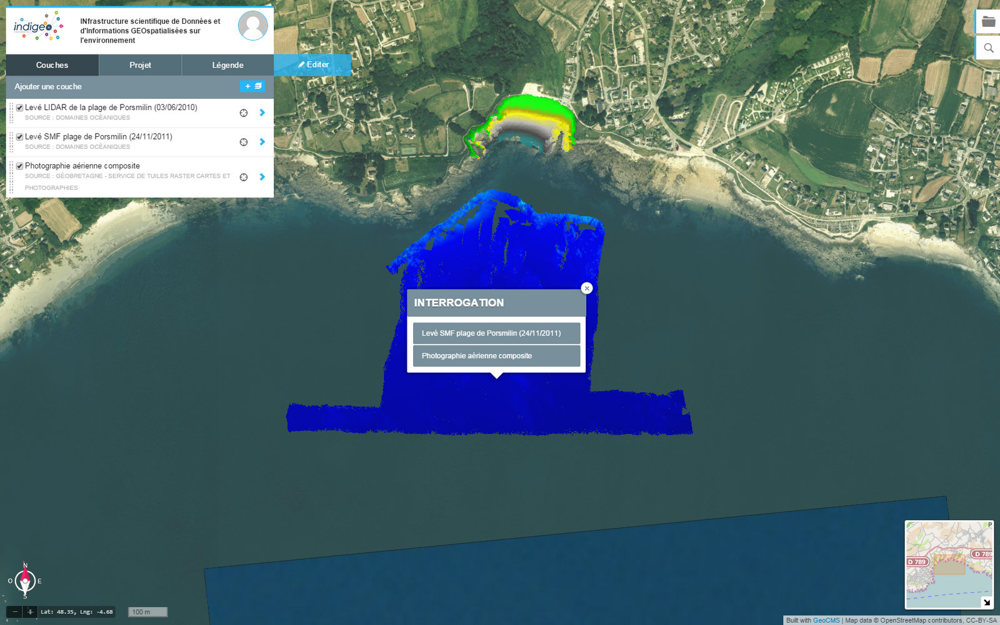 indigeo
INfrastructure scientifique de Données et
d'Informations GEOspatialisées sur
l'environnement
Couches
Projet
Légende
Editer
Ajouter une couche
+
Levé LIDAR de la plage de Porsmilin (03/06/2010)
SOURCE : DOMAINES OCÉANIQUES
Levé SMF plage de Porsmilin (24/11/2011)
SOURCE : DOMAINES OCÉANIQUES
Photographie aérienne composite
SOURCE : GÉOBRETAGNE - SERVICE DE TUILES RASTER CARTES ET
PHOTOGRAPHIES
INTERROGATION
Levé SMF plage de Porsmilin (24/11/2011)
Photographie aérienne composite
P
D 789
D 789
N
O
E
S
Lat: 48.35, Lng: -4.68
100 m
Built with GeoCMS | Map data © OpenStreetMap contributors, CC-BY-SA